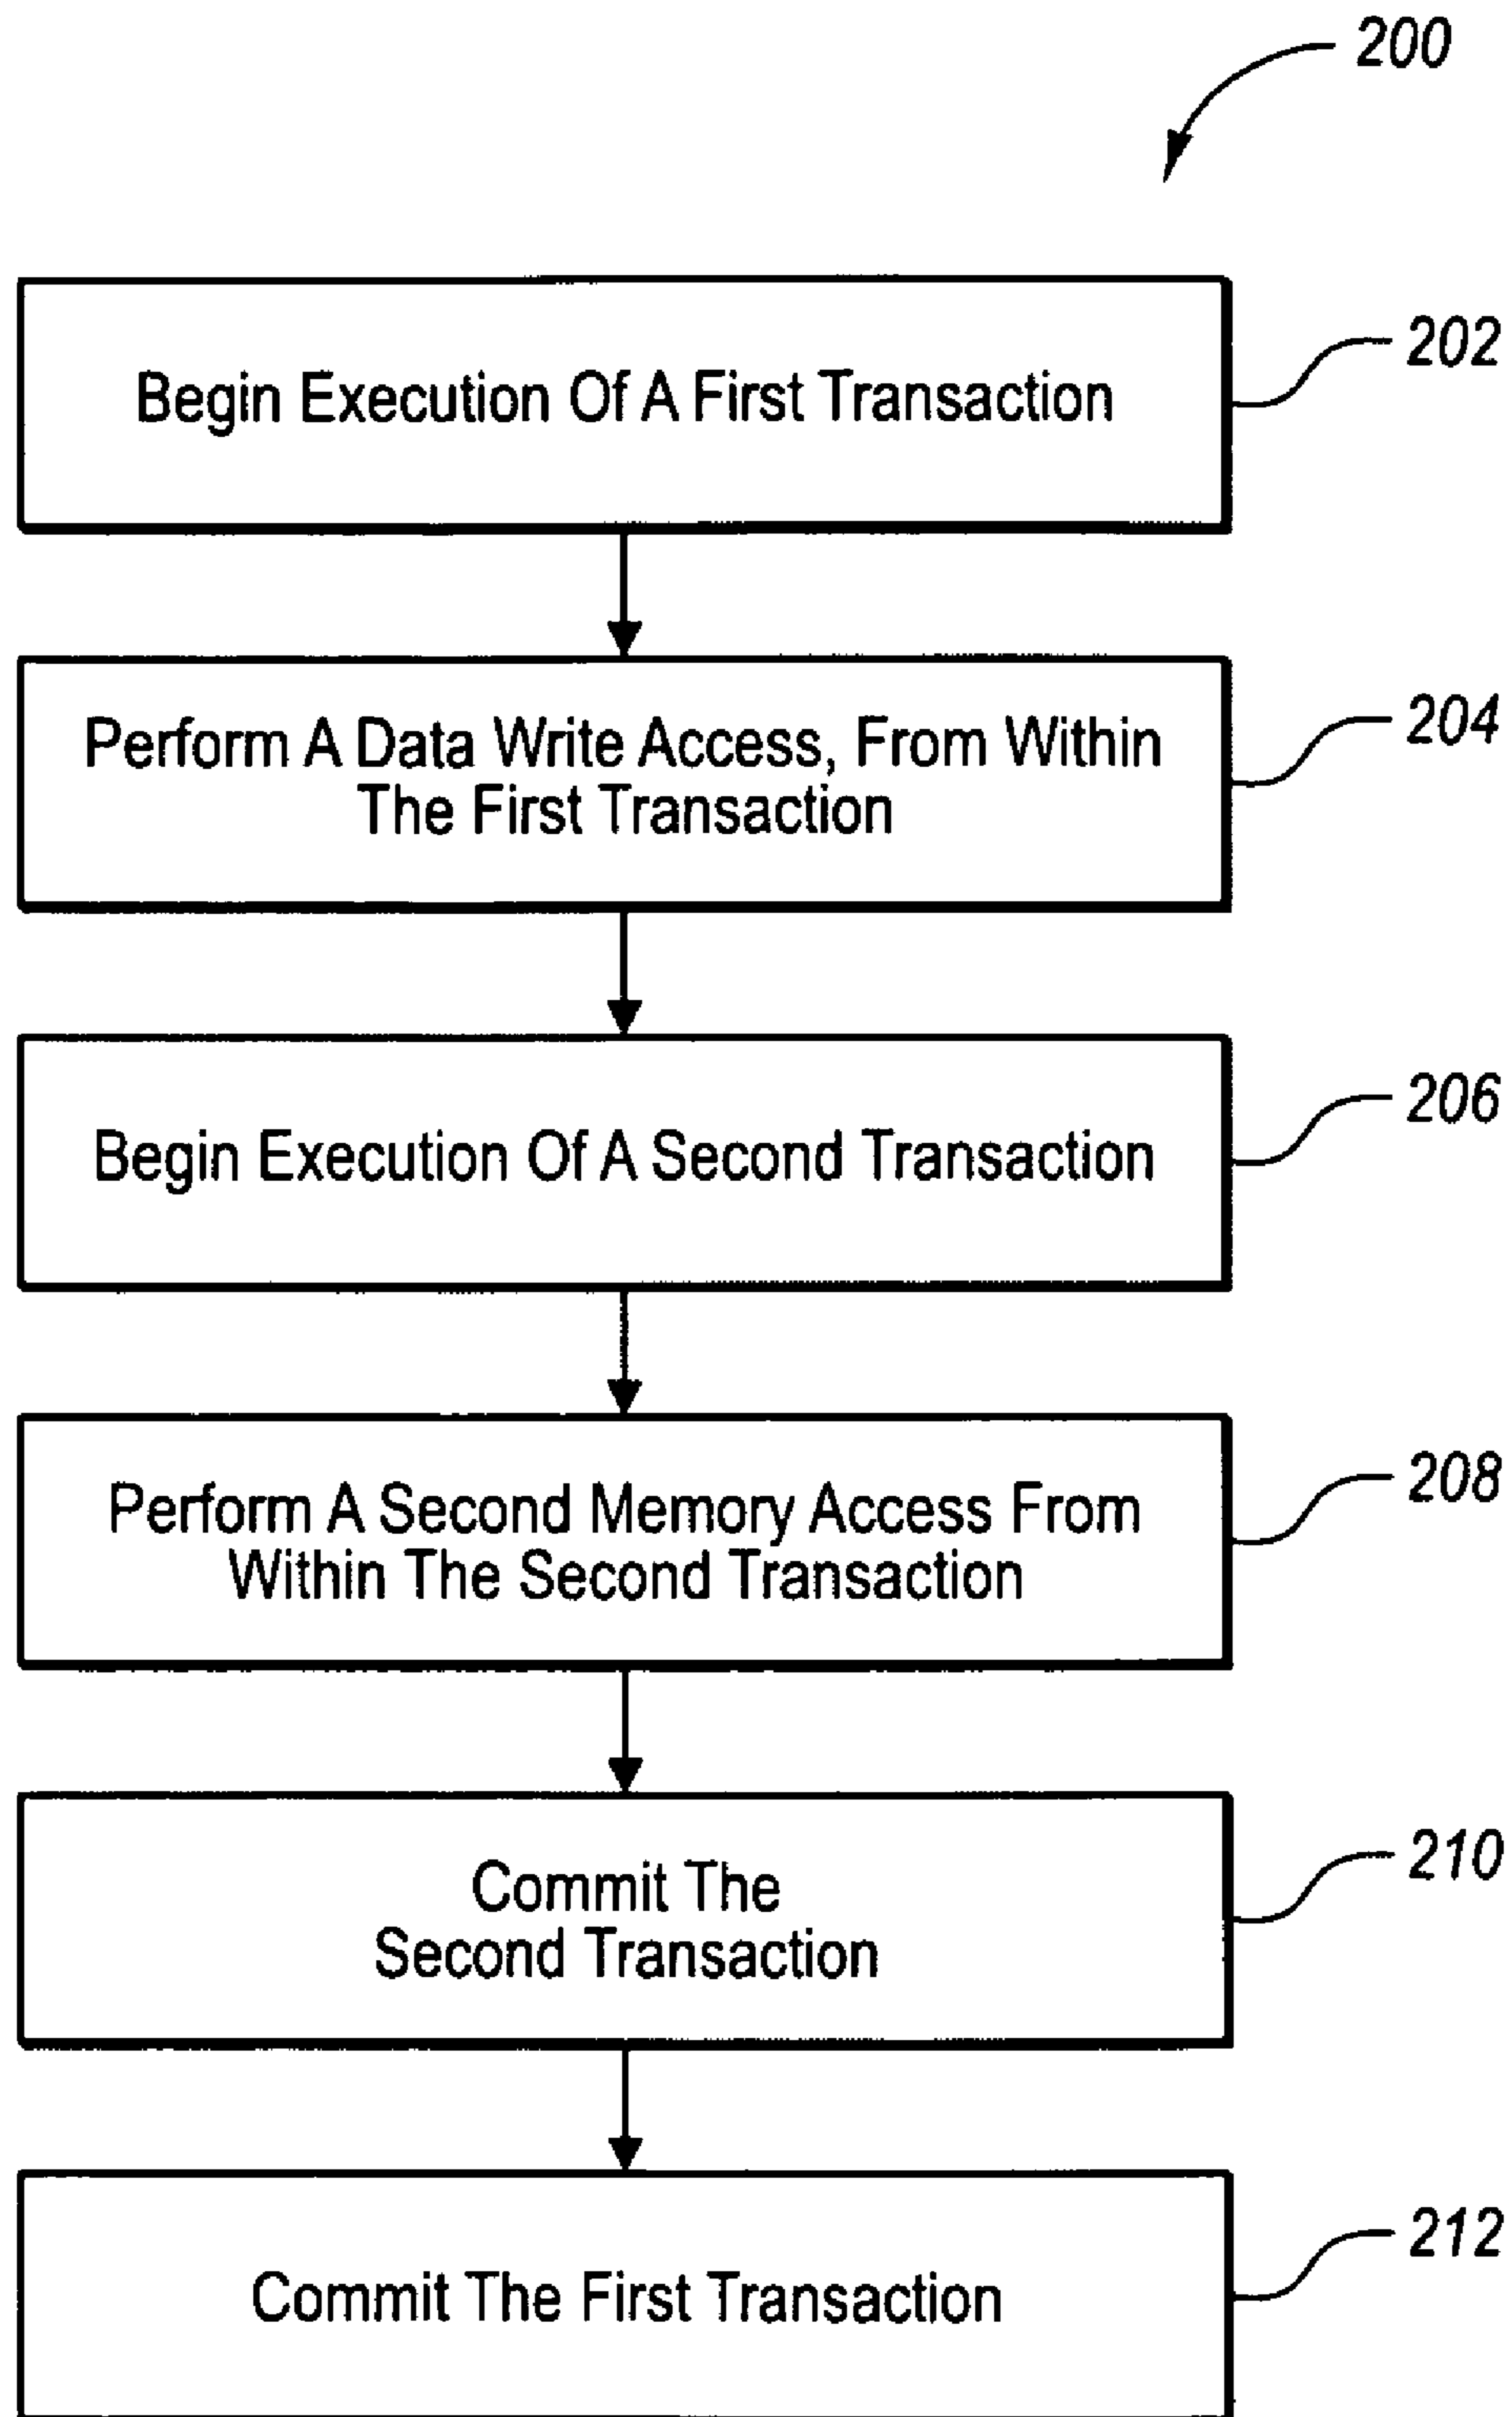 200
Begin Execution Of A First Transaction
202
Perform A Data Write Access, From Within
The First Transaction
204
Begin Execution Of A Second Transaction
206
Perform A Second Memory Access From
Within The Second Transaction
208
Commit The
Second Transaction
210
Commit The First Transaction
212